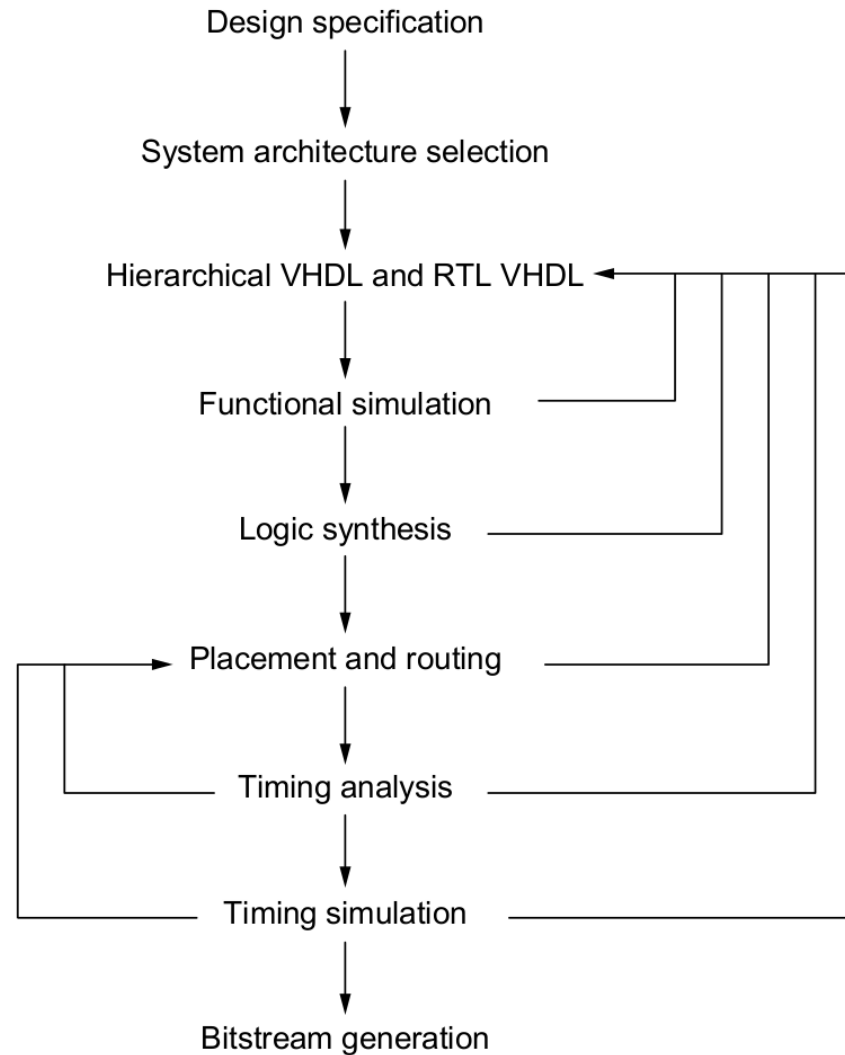 Design specification
System architecture selection
Hierarchical VHDL and RTL VHDL
Functional simulation
Logic synthesis
Placement and routing
Timing analysis
Timing simulation
Bitstream generation